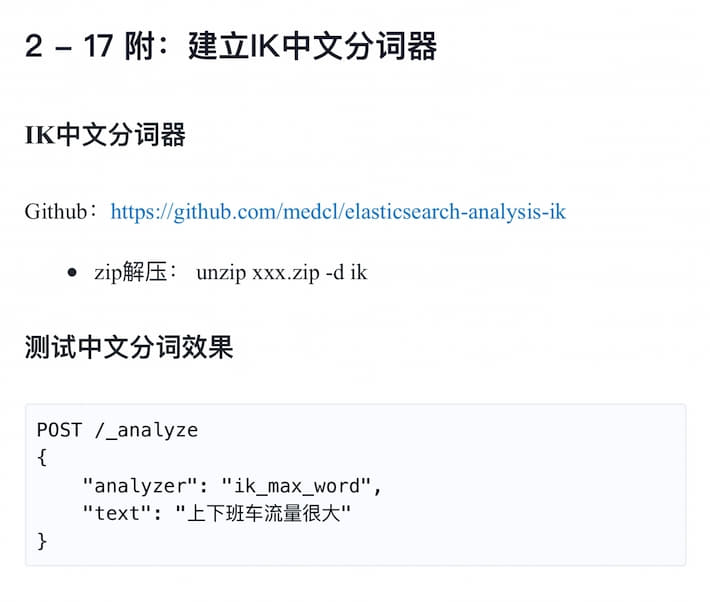 2 – 17 附：建立IK中文分词器
IK中文分词器
Github：https://github.com/medcl/elasticsearch-analysis-ik
• zip解压： unzip xxx.zip -d ik
测试中文分词效果
POST /_analyze
{
    "analyzer": "ik_max_word",
    "text": "上下班车流量很大"
}